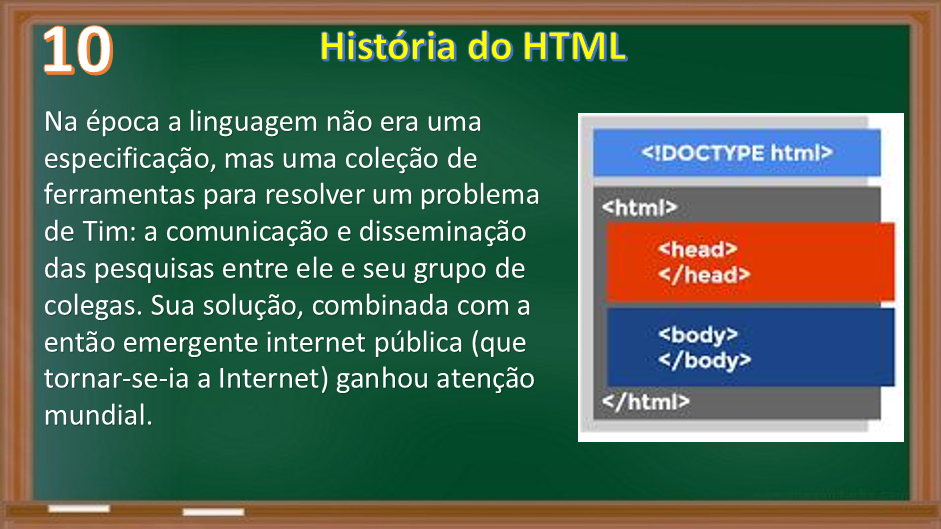 10
História do HTML
Na época a linguagem não era uma
especificação, mas uma coleção de
ferramentas para resolver um problema
de Tim: a comunicação e disseminação
das pesquisas entre ele e seu grupo de
colegas. Sua solução, combinada com a
então emergente internet pública (que
tornar-se-ia a Internet) ganhou atenção
mundial.
<!DOCTYPE html>
<html>
<head>
</head>
<body>
</body>
</html>